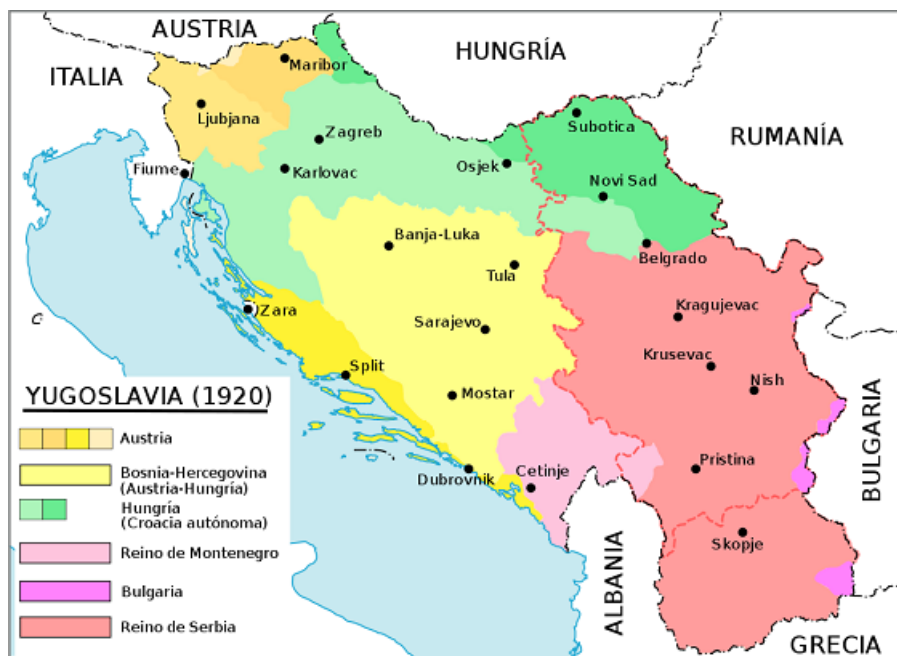 AUSTRIA
HUNGRÍA
ITALIA
Maribor
Ljubjana
Subotica
RUMANÍA
Zagreb
Osjek
Fiume
Karlovac
Novi Sad
Banja-Luka
Belgrado
Tula
Zara
Kragujevac
Sarajevo
Krusevac
Split
Nish
YUGOSLAVIA (1920)
Mostar
BULGARIA
Austria
Bosnia-Hercegovina
(Austria-Hungría)
Dubrovnik
Cetinje
Pristina
Hungría
(Croacia autónoma)
Skopje
Reino de Montenegro
ALBANIA
Bulgaria
Reino de Serbia
GRECIA